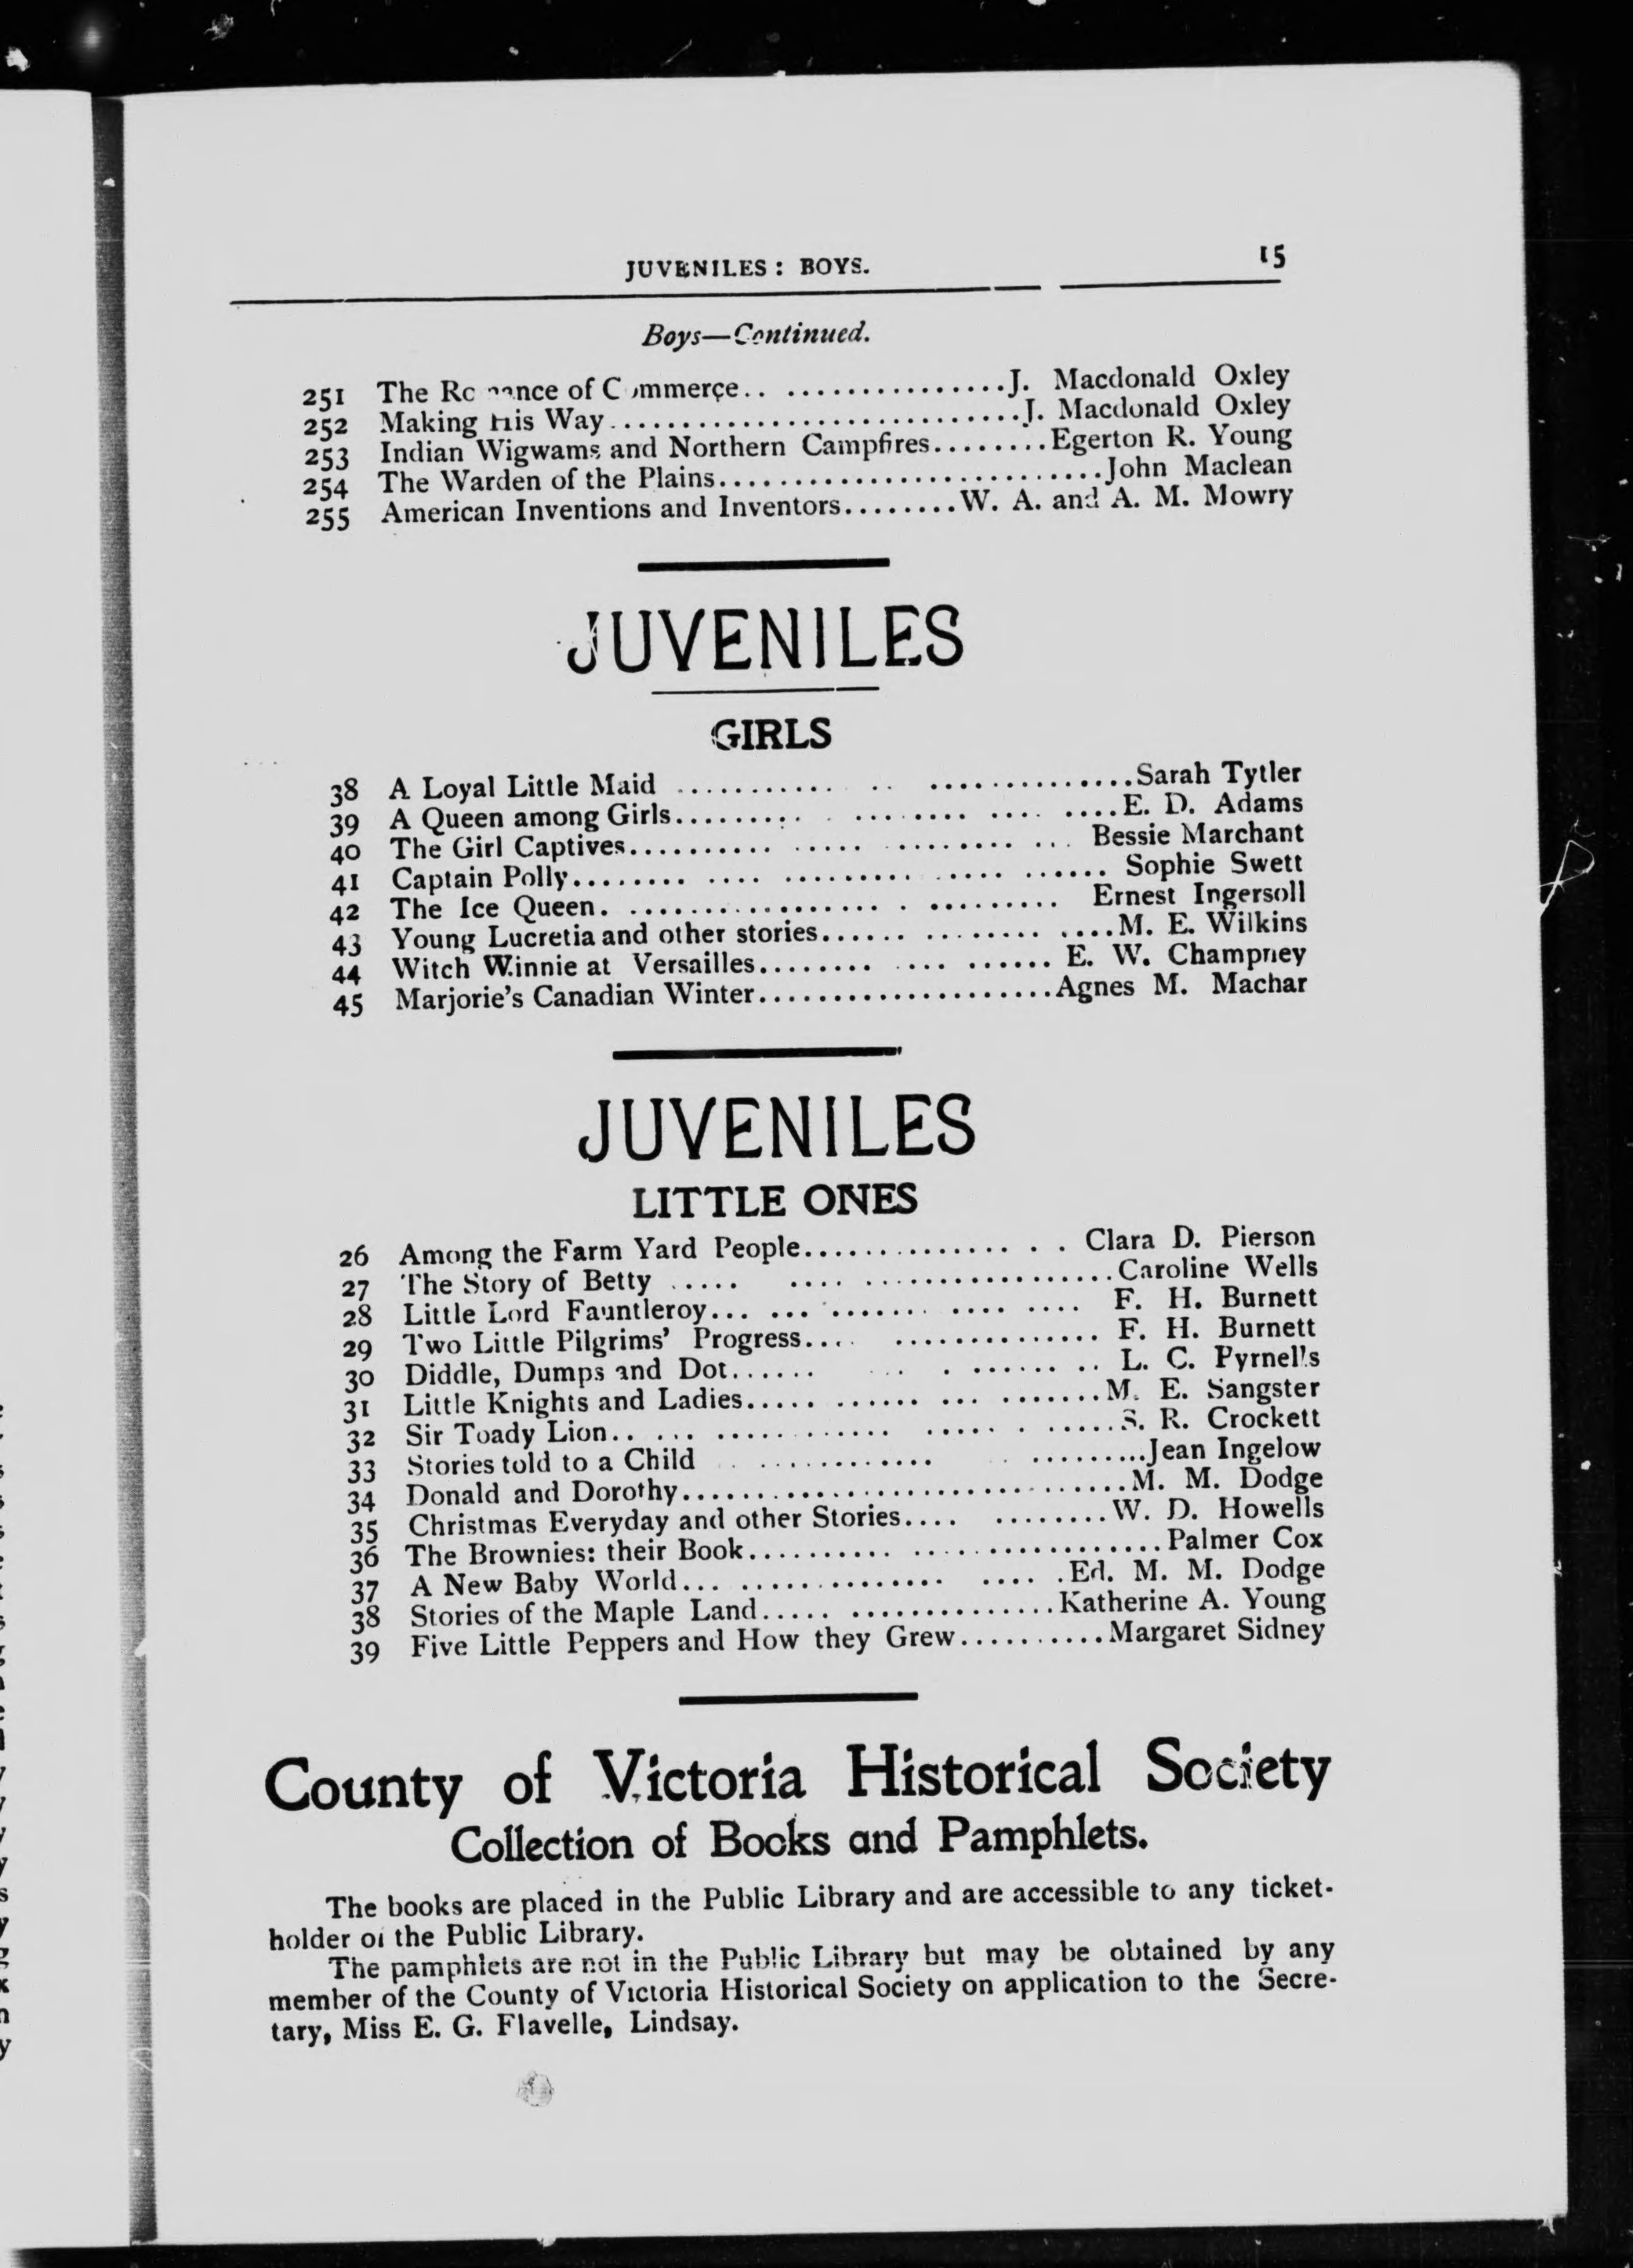 JUVENILES : BOYS. 15
Boys—Continued.
251 The Romance of Commerce.. ................J. Macdonald Oxley
252 Making His Way............................J. Macdonald Oxley
253 Indian Wigwams and Northern Campfires........Egerton R. Young
254 The Warden of the Plains..........................John Maclean
255 American Inventions and Inventors........W. A. and A. M. Mowry
JUVENILES
GIRLS
38 A Loyal Little Maid ........... .. ..............Sarah Tytler
39 A Queen among Girls......... . ......... .... ....E. D. Adams
40 The Girl Captives.......... ..... ......... ... Bessie Marchant
41 Captain Polly........ .... ......... ..... ...... Sophie Swett
42 The Ice Queen. ................... . ......... Ernest Ingersoll
43 Young Lucretia and other stories...... ........ ....M. E. Wilkins
44 Witch Winnie at Versailles........ .... ...... E. W. Champney
45 Marjorie's Canadian Winter....................Agnes M. Machar
JUVENILES
LITTLE ONES
26 Among the Farm Yard People............... . . Clara D. Pierson
27 The Story of Betty ..... .... .................Caroline Wells
28 Little Lord Fauntleroy... ... ........ .... .... F. H. Burnett
29 Two Little Pilgrims' Progress.... .............. F. H. Burnett
30 Diddle, Dumps and Dot...... ... . ...... .. L. C. Pyrnells
31 Little Knights and Ladies..... ...... ... .......M. E. Sangster
32 Sir Toady Lion.. ... ............ ..... . .....S. R. Crockett
33 Stories told to a Child . ............ . .........Jean Ingelow
34 Donald and Dorothy..............................M. M. Dodge
35 Christmas Everyday and other Stories.... ........W. D. Howells
36 The Brownies: their Book.......... ..................Palmer Cox
37 A New Baby World... ............... .... .Ed. M. M. Dodge
38 Stories of the Maple Land..... ..............Katherine A. Young
39 Five Little Peppers and How they Grew..........Margaret Sidney
County of Victoria Historical Society
Collection of Books and Pamphlets.
The books are placed in the Public Library and are accessible to any ticket-
holder of the Public Library.
The pamphlets are not in the Public Library but may be obtained by any
member of the County of Victoria Historical Society on application to the Secre-
tary, Miss E. G. Flavelle, Lindsay.